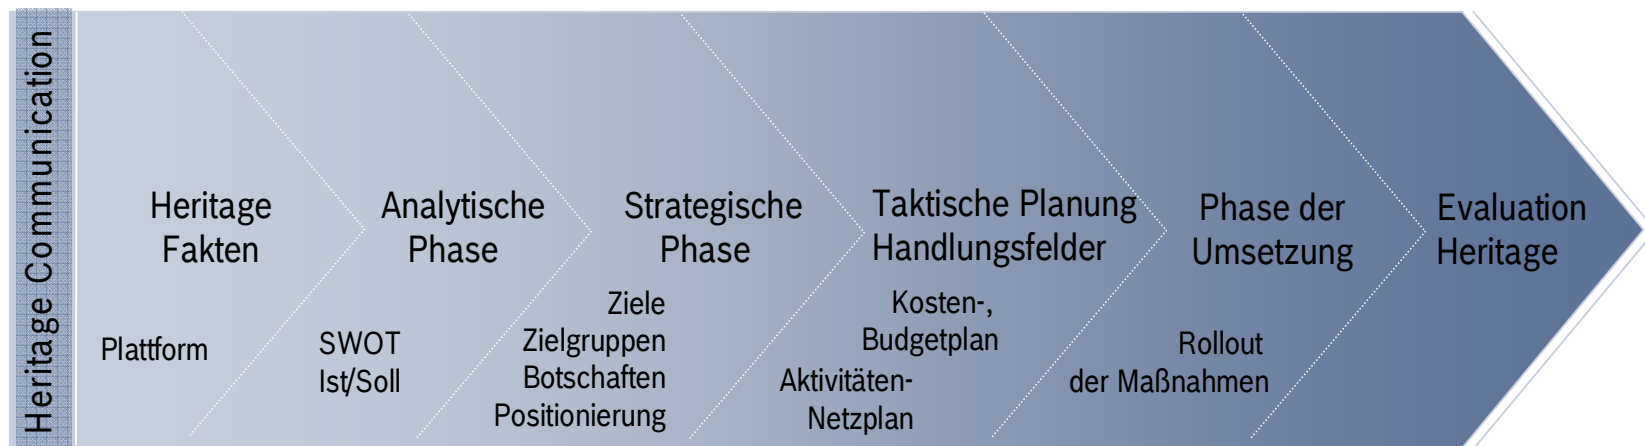 Heritage Communication
Heritage
Fakten
Plattform
Analytische
Phase
SWOT
Ist/Soll
Strategische
Phase
Ziele
Zielgruppen
Botschaften
Positionierung
Taktische Planung
Handlungsfelder
Kosten-,
Budgetplan
Aktivitäten-
Netzplan
Phase der
Umsetzung
Rollout
der Maßnahmen
Evaluation
Heritage